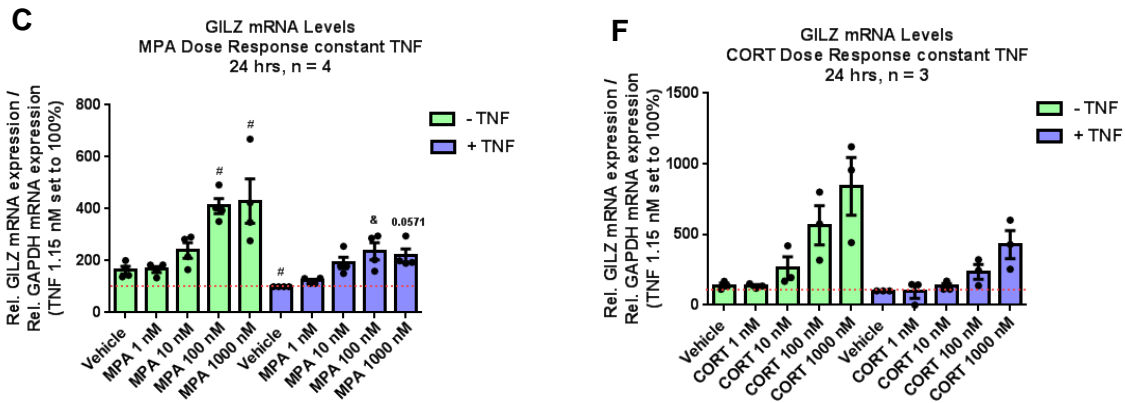 C
GILZ mRNA Levels
MPA Dose Response constant TNF
24 hrs, n = 4
Rel. GILZ mRNA expression /
Rel. GAPDH mRNA expression
(TNF 1.15 nM set to 100%)
800
600
400
200
0
#
#
#
&
0.0571
- TNF
+ TNF
Vehicle
MPA 1 nM
MPA 10 nM
MPA 100 nM
MPA 1000 nM
Vehicle
MPA 1 nM
MPA 10 nM
MPA 100 nM
MPA 1000 nM
F
GILZ mRNA Levels
CORT Dose Response constant TNF
24 hrs, n = 3
Rel. GILZ mRNA expression /
Rel. GAPDH mRNA expression
(TNF 1.15 nM set to 100%)
1500
1000
500
0
- TNF
+ TNF
Vehicle
CORT 1 nM
CORT 10 nM
CORT 100 nM
CORT 1000 nM
Vehicle
CORT 1 nM
CORT 10 nM
CORT 100 nM
CORT 1000 nM